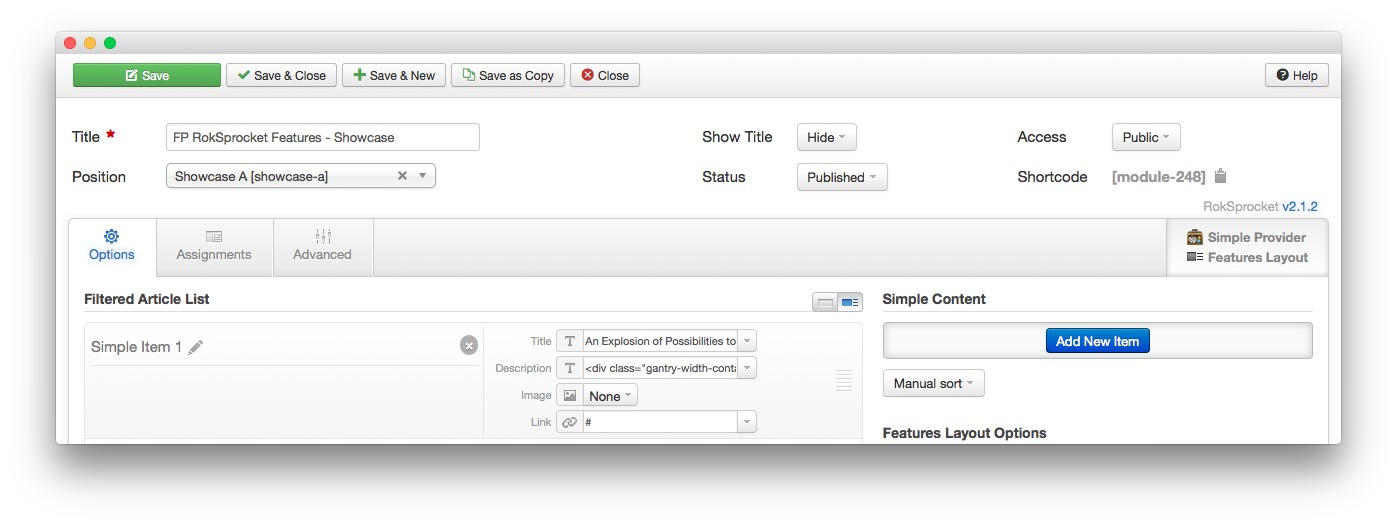 Save Save & Close Save & New Save as Copy Close Help
Title * FP RokSprocket Features - Showcase Show Title Hide Access Public
Position Showcase A [showcase-a] Status Published Shortcode [module-248]
RokSprocket v2.1.2
Options Assignments Advanced
Simple Provider
Features Layout
Filtered Article List
Simple Item 1
Title An Explosion of Possibilities to
Description <div class="gantry-width-conta
Image None
Link #
Simple Content
Add New Item
Manual sort
Features Layout Options